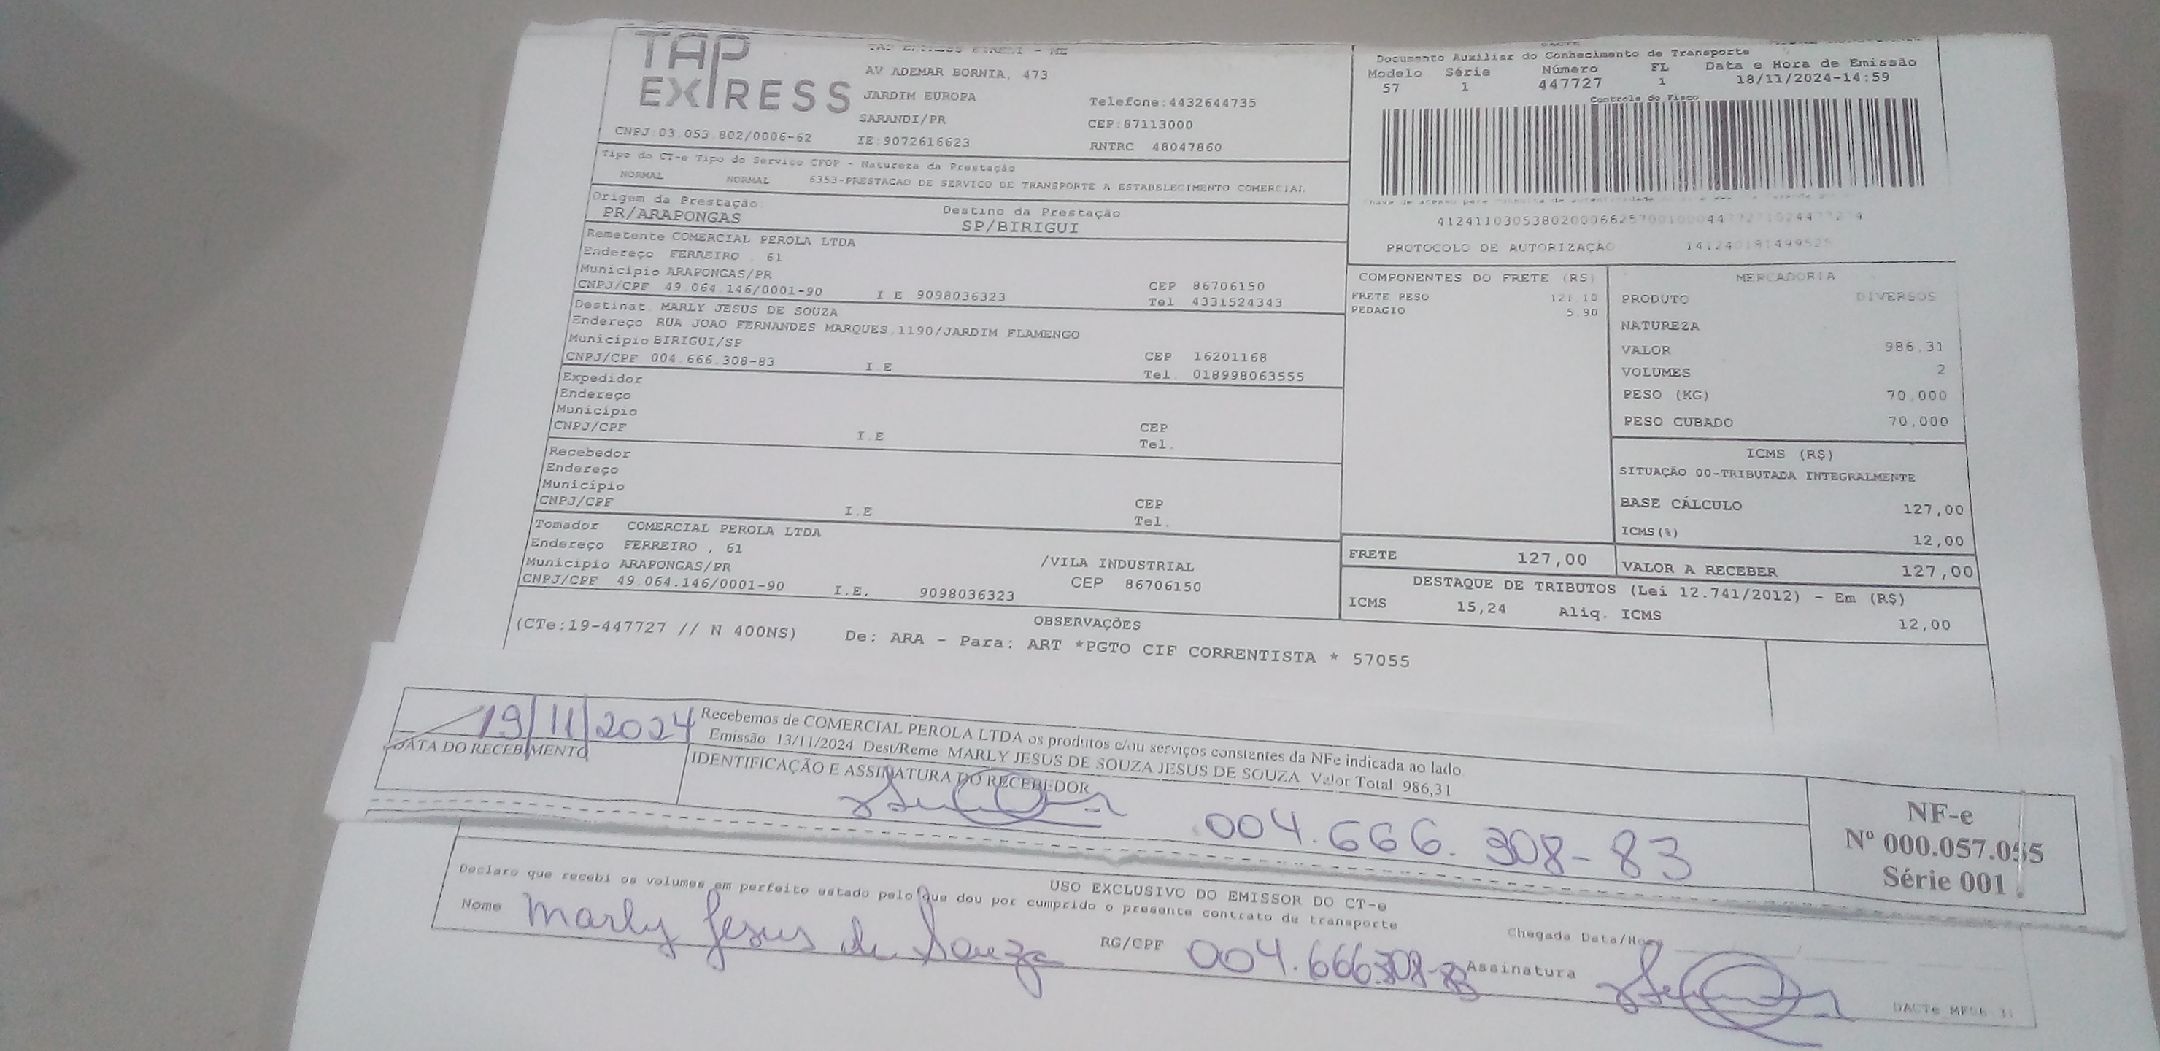 TAP EXPRESS
TAP EXPRESS EIRELI - ME
AV ADEMAR BORNIA, 473
JARDIM EUROPA
SARANDI/PR
CNPJ:03.053.802/0006-62 IE:9072616623
Telefone:4432644735
CEP:87113000
RNTRC 48047860
DACTE
Documento Auxiliar do Conhecimento de Transporte
Modelo Série Número FL Data e Hora de Emissão
57 1 447727 1 18/11/2024-14:59
Controle do Fisco
PROTOCOLO DE AUTORIZAÇÃO
Tipo do CT-e Tipo do Serviço CFOP - Natureza da Prestação
NORMAL NORMAL 6353-PRESTACAO DE SERVICO DE TRANSPORTE A ESTABELECIMENTO COMERCIAL
Origem da Prestação Destino da Prestação
PR/ARAPONGAS SP/BIRIGUI
Remetente COMERCIAL PEROLA LTDA
Endereço FERREIRO , 61
Município ARAPONGAS/PR CEP 86706150
CNPJ/CPF 49.064.146/0001-90 I E 9098036323 Tel 4331524343
Destinat. MARLY JESUS DE SOUZA
Endereço RUA JOAO FERNANDES MARQUES,1190/JARDIM FLAMENGO
Município BIRIGUI/SP CEP 16201168
CNPJ/CPF 004.666.308-83 I.E Tel. 018998063555
Expedidor
Endereço
Município CEP
CNPJ/CPF I.E Tel.
Recebedor
Endereço
Município CEP
CNPJ/CPF I.E Tel.
Tomador COMERCIAL PEROLA LTDA
Endereço FERREIRO , 61 /VILA INDUSTRIAL
Município ARAPONGAS/PR CEP 86706150
CNPJ/CPF 49.064.146/0001-90 I.E. 9098036323
COMPONENTES DO FRETE (R$)
FRETE PESO 121,10
PEDAGIO 5,90
MERCADORIA
PRODUTO DIVERSOS
NATUREZA
VALOR 986,31
VOLUMES 2
PESO (KG) 70,000
PESO CUBADO 70,000
ICMS (R$)
SITUAÇÃO 00-TRIBUTADA INTEGRALMENTE
BASE CÁLCULO 127,00
ICMS(%) 12,00
FRETE 127,00 VALOR A RECEBER 127,00
DESTAQUE DE TRIBUTOS (Lei 12.741/2012) - Em (R$)
ICMS 15,24 Aliq. ICMS 12,00
OBSERVAÇÕES
(CTe:19-447727 // N 400NS) De: ARA - Para: ART *PGTO CIF CORRENTISTA * 57055
19/11/2024
DATA DO RECEBIMENTO
Recebemos de COMERCIAL PEROLA LTDA os produtos e/ou serviços constantes da NFe indicada ao lado.
Emissão 13/11/2024 Dest/Reme: MARLY JESUS DE SOUZA JESUS DE SOUZA Valor Total: 986,31
IDENTIFICAÇÃO E ASSINATURA DO RECEBEDOR
004.666.308-83
NF-e
Nº 000.057.055
Série 001
USO EXCLUSIVO DO EMISSOR DO CT-e
Declaro que recebi os volumes em perfeito estado pelo que dou por cumprido o presente contrato de transporte
Nome Marly Jesus de Souza RG/CPF 004.666.308-83 Assinatura
Chegada Data/Hora